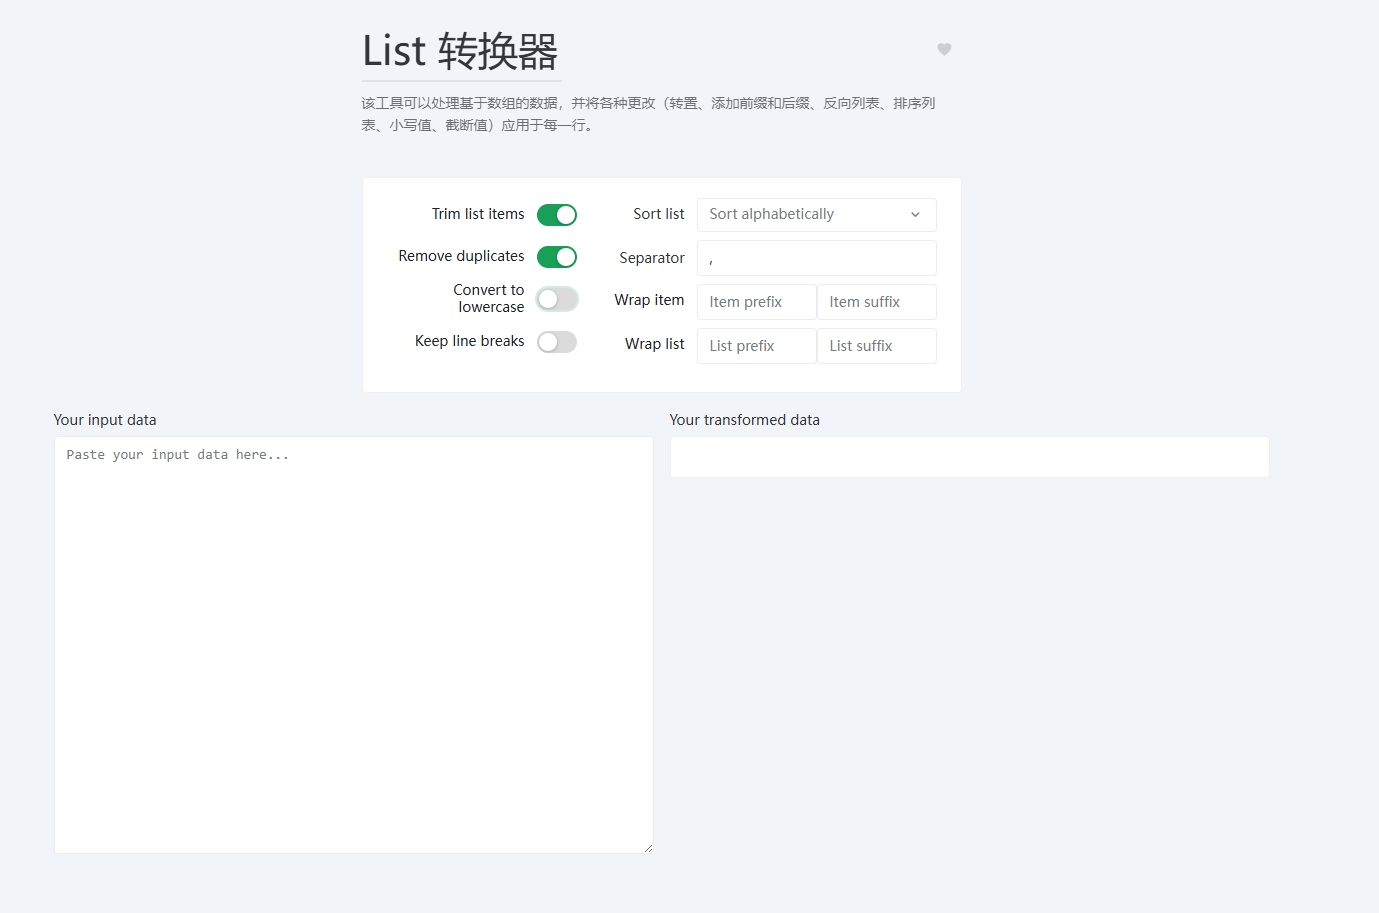 List 转换器
该工具可以处理基于数组的数据，并将各种更改（转置、添加前缀和后缀、反向列表、排序列
表、小写值、截断值）应用于每一行。
Trim list items
Sort list
Sort alphabetically
Remove duplicates
Separator
,
Convert to
lowercase
Wrap item
Item prefix
Item suffix
Keep line breaks
Wrap list
List prefix
List suffix
Your input data
Your transformed data
Paste your input data here...